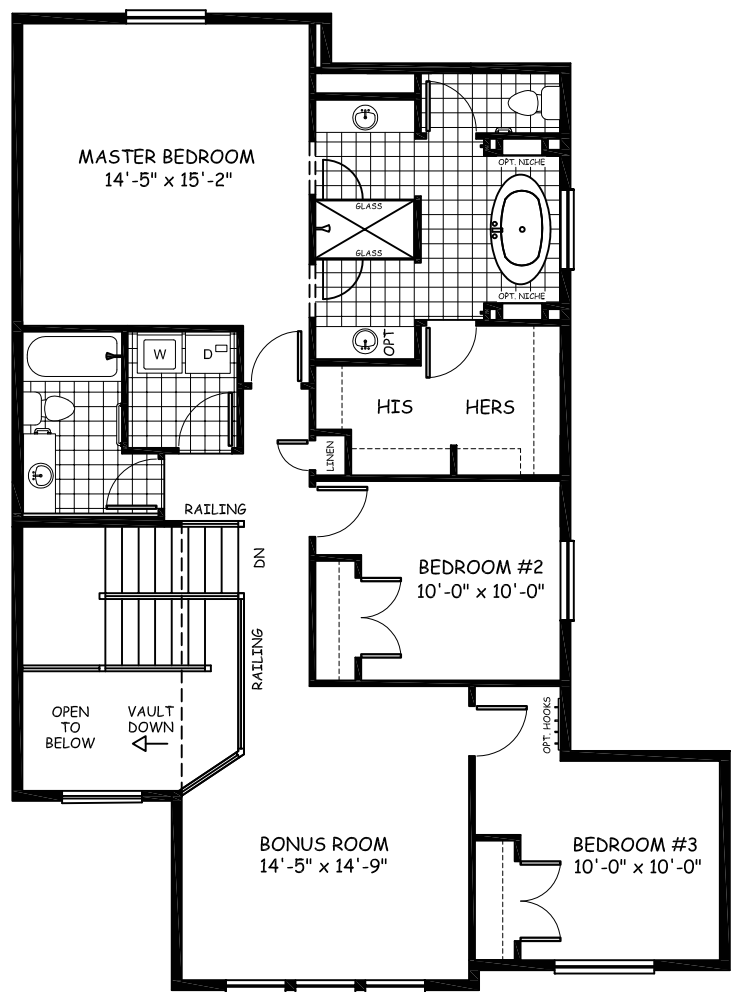 MASTER BEDROOM
14'-5" x 15'-2"
OPT. NICHE
GLASS
GLASS
OPT. NICHE
OPT
W
D
HIS
HERS
LINEN
RAILING
DN
BEDROOM #2
10'-0" x 10'-0"
RAILING
OPEN
TO
BELOW
VAULT
DOWN
OPT. HOOKS
BONUS ROOM
14'-5" x 14'-9"
BEDROOM #3
10'-0" x 10'-0"